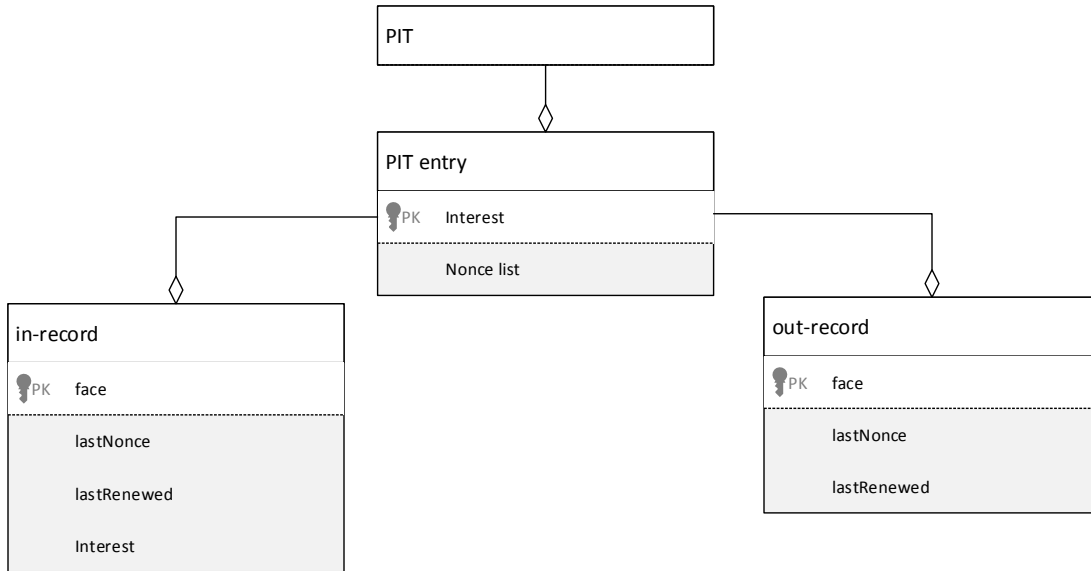 PIT
PIT entry
PK Interest
Nonce list
in-record
PK face
lastNonce
lastRenewed
Interest
out-record
PK face
lastNonce
lastRenewed